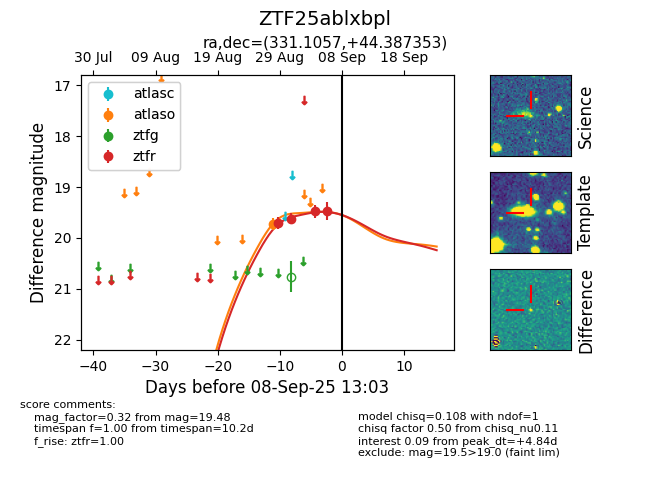 ZTF25ablxbpl
ra,dec=(331.1057,+44.387353)
30 Jul 09 Aug 19 Aug 29 Aug 08 Sep 18 Sep
17
18
19
20
21
22
Difference magnitude
atlasc
atlaso
ztfg
ztfr
−40 −30 −20 −10 0 10
Days before 08-Sep-25 13:03
Science
Template
Difference
score comments:
mag_factor=0.32 from mag=19.48
timespan f=1.00 from timespan=10.2d
f_rise: ztfr=1.00
model chisq=0.108 with ndof=1
chisq factor 0.50 from chisq_nu0.11
interest 0.09 from peak_dt=+4.84d
exclude: mag=19.5>19.0 (faint lim)